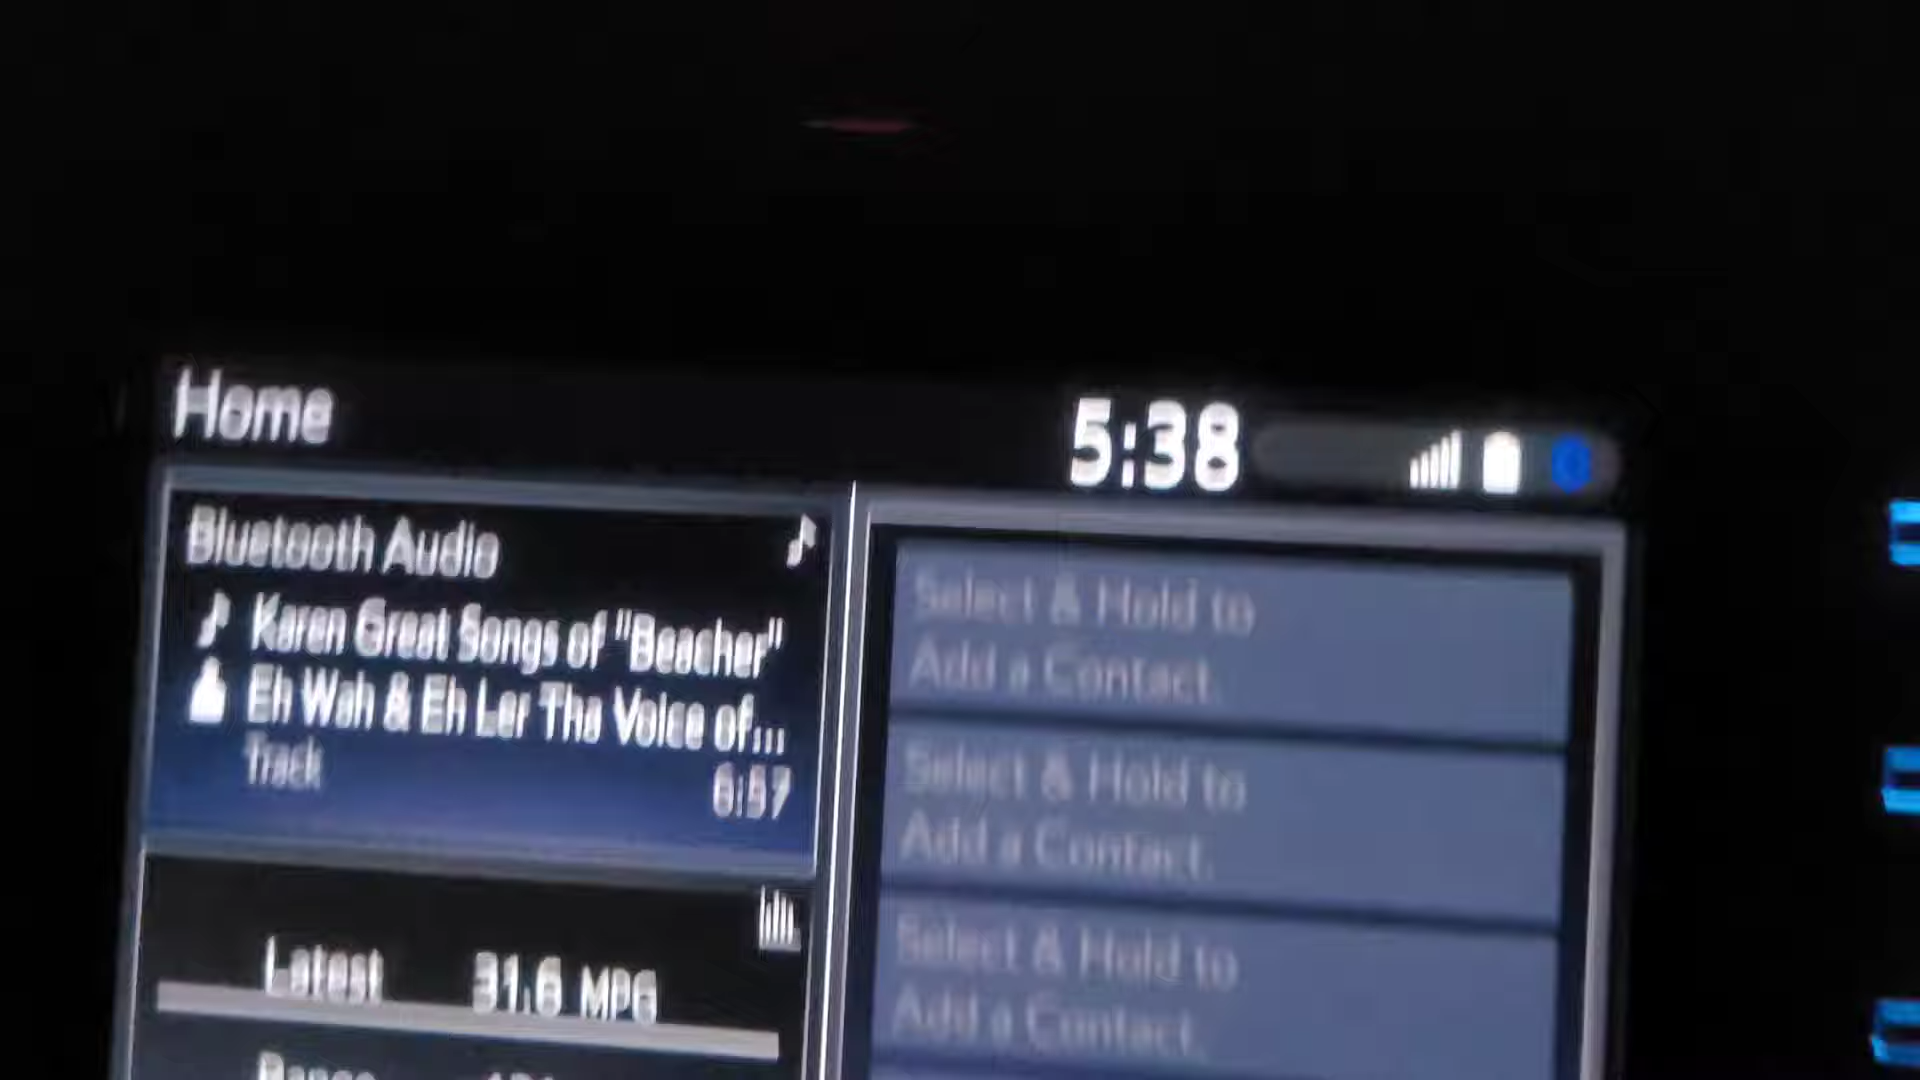 Home
5:38
Bluetooth Audio
Karen Great Songs of "Beacher"
Eh Wah & Eh Ler The Voice of...
Track
6:57
Latest 31.6 MPG
Select & Hold to
Add a Contact.
Select & Hold to
Add a Contact.
Select & Hold to
Add a Contact.